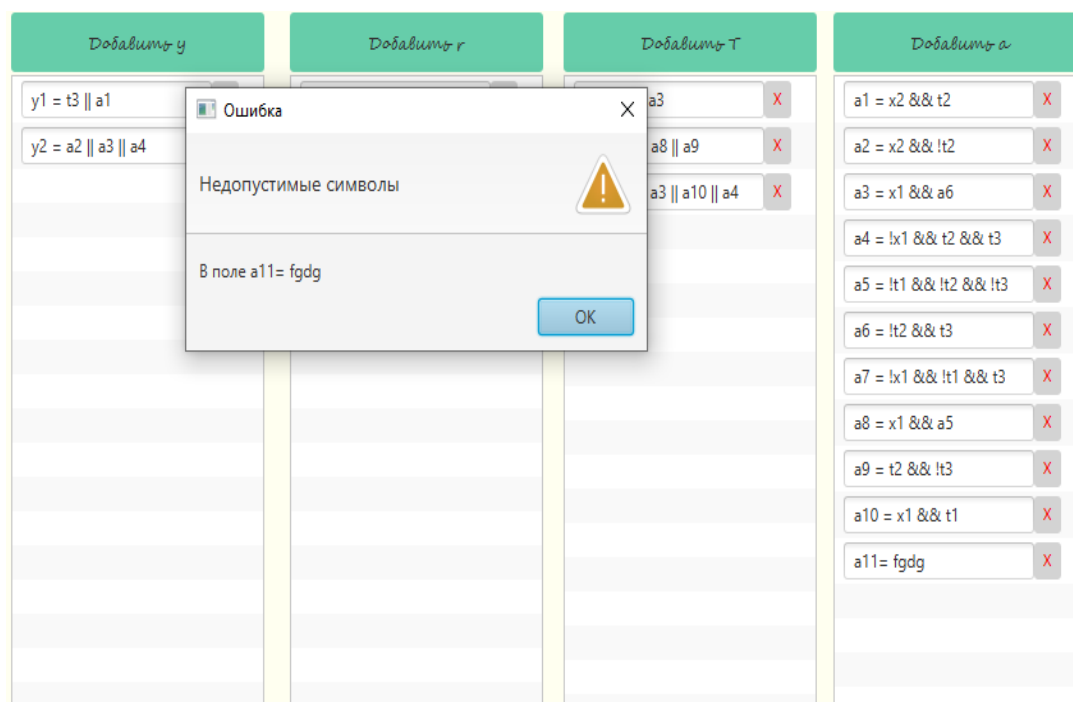 Добавить y
Добавить r
Добавить T
Добавить a
y1 = t3 || a1
y2 = a2 || a3 || a4
Ошибка
Недопустимые символы
В поле a11= fgdg
OK
a3
X
a8 || a9
X
a3 || a10 || a4
X
a1 = x2 && t2
X
a2 = x2 && !t2
X
a3 = x1 && a6
X
a4 = !x1 && t2 && t3
X
a5 = !t1 && !t2 && !t3
X
a6 = !t2 && t3
X
a7 = !x1 && !t1 && t3
X
a8 = x1 && a5
X
a9 = t2 && !t3
X
a10 = x1 && t1
X
a11= fgdg
X